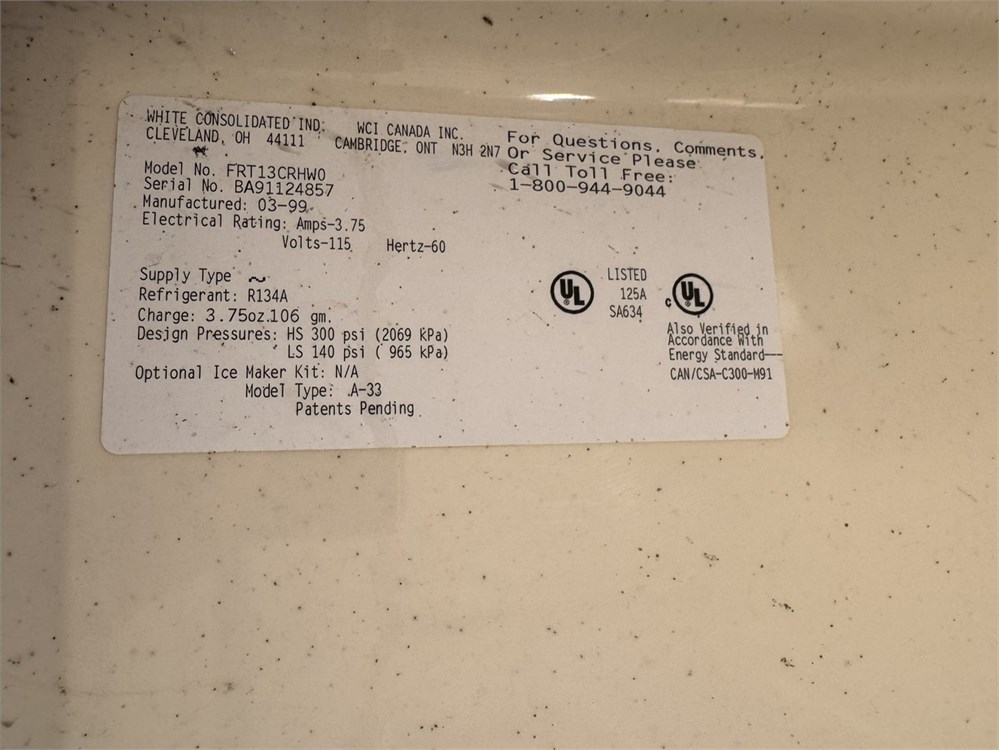 WHITE CONSOLIDATED IND. WCI CANADA INC.
CLEVELAND, OH 44111 CAMBRIDGE, ONT N3H 2N7
For Questions, Comments,
Or Service Please
Call Toll Free:
1-800-944-9044
Model No. FRT13CRHW0
Serial No. BA91124857
Manufactured: 03-99
Electrical Rating: Amps-3.75
Volts-115 Hertz-60
Supply Type ~
Refrigerant: R134A
Charge: 3.75oz.106 gm.
Design Pressures: HS 300 psi (2069 kPa)
LS 140 psi ( 965 kPa)
Optional Ice Maker Kit: N/A
Model Type: A-33
Patents Pending
UL
LISTED
125A
SA634
c UL
Also Verified in
Accordance With
Energy Standard
CAN/CSA-C300-M91